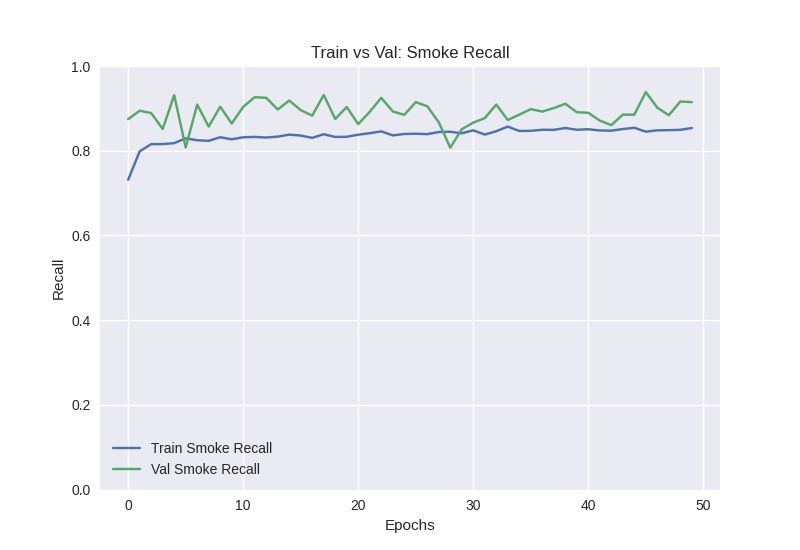 Train vs Val: Smoke Recall
1.0
0.8
0.6
0.4
0.2
0.0
Recall
Train Smoke Recall
Val Smoke Recall
0 10 20 30 40 50
Epochs